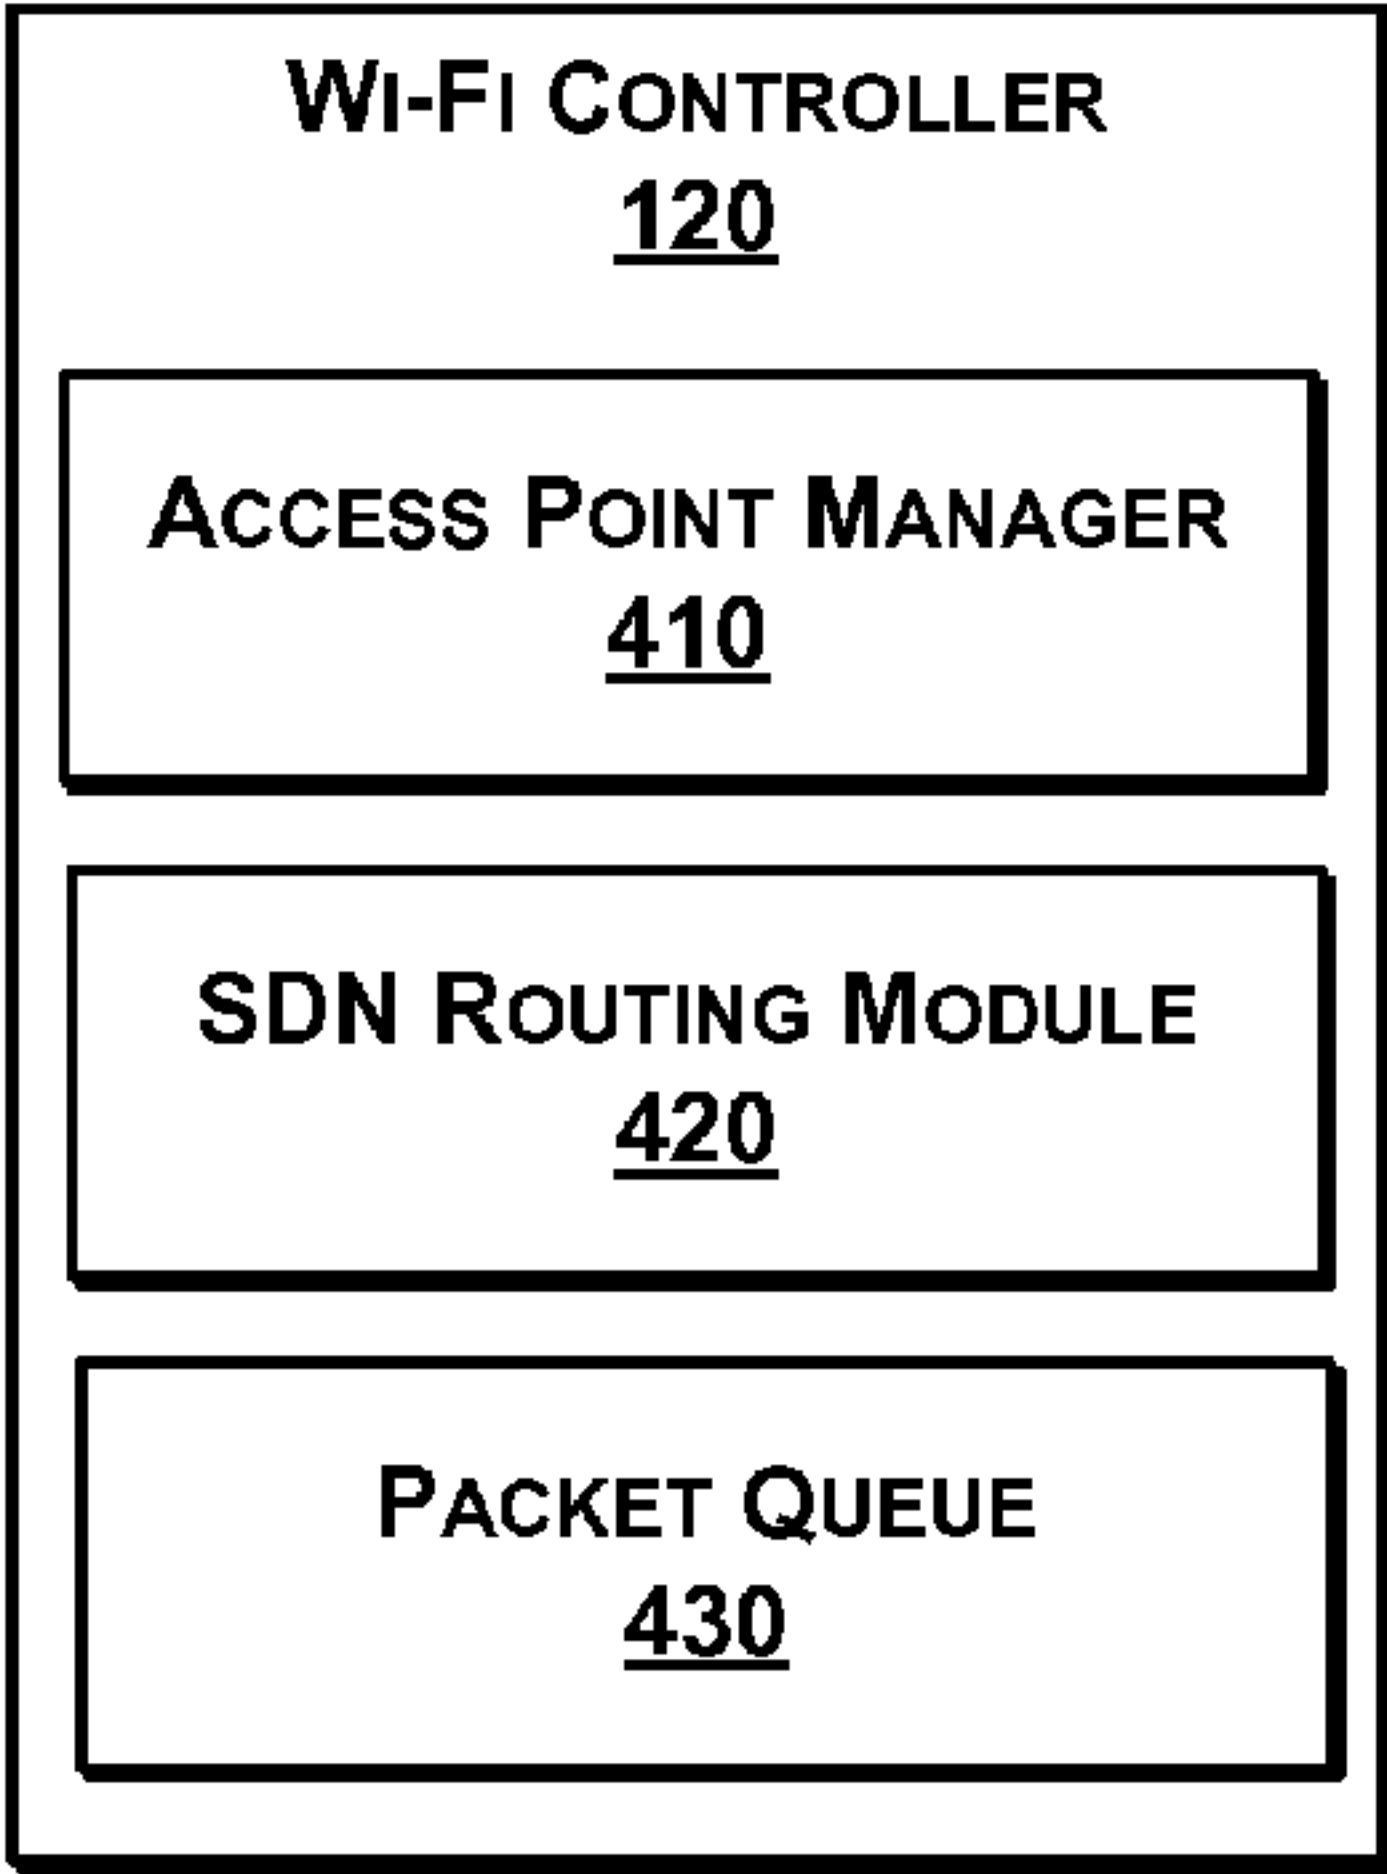 WI-FI CONTROLLER
120
ACCESS POINT MANAGER
410
SDN ROUTING MODULE
420
PACKET QUEUE
430